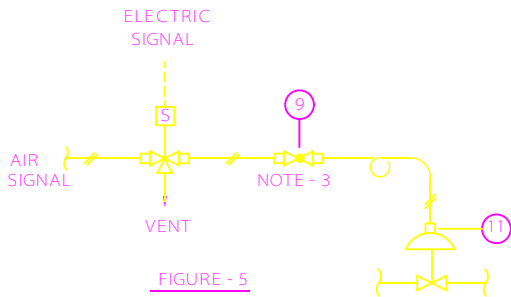 ELECTRIC
SIGNAL
S
9
AIR
SIGNAL
NOTE - 3
VENT
11
FIGURE - 5